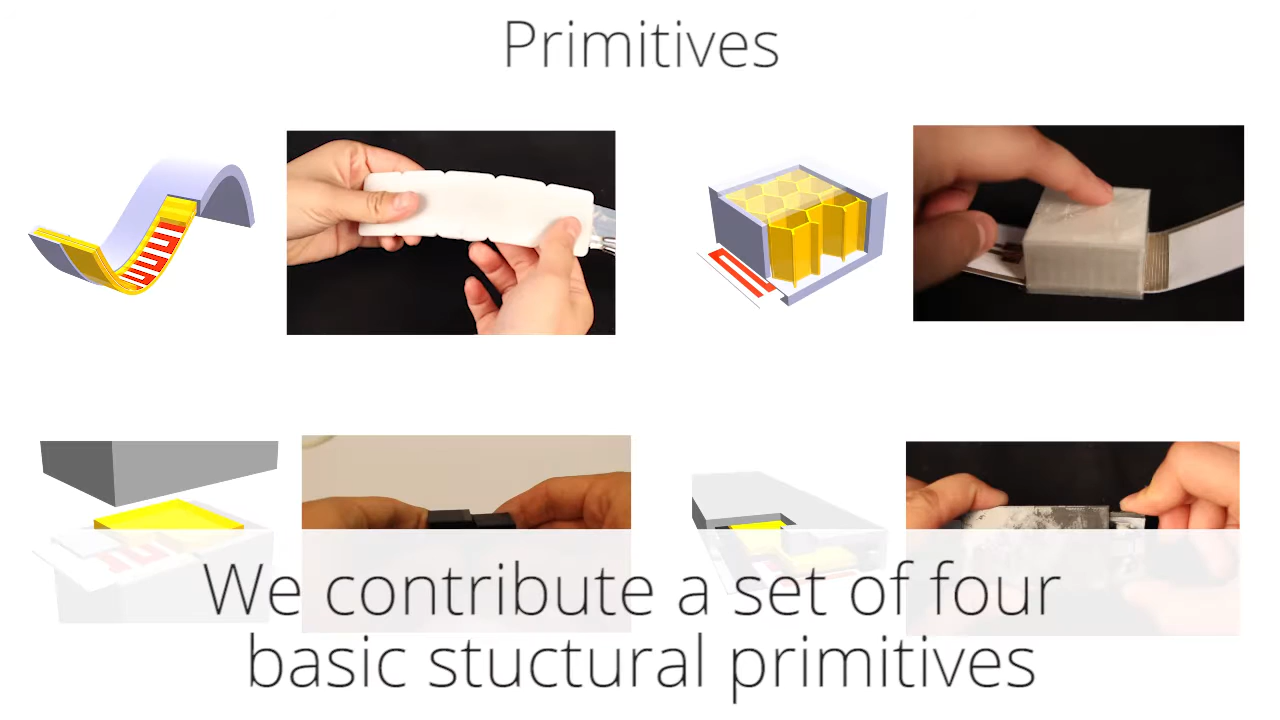 Primitives
We contribute a set of four
basic stuctural primitives